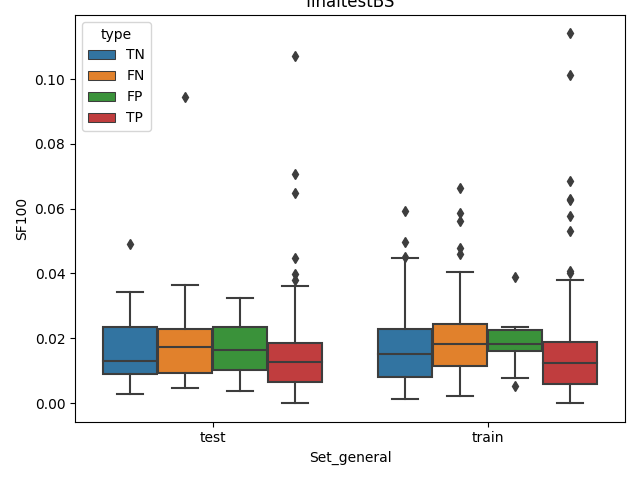 finaltestBS
type
TN
FN
FP
TP
0.10
0.08
0.06
0.04
0.02
0.00
SF100
test
train
Set_general